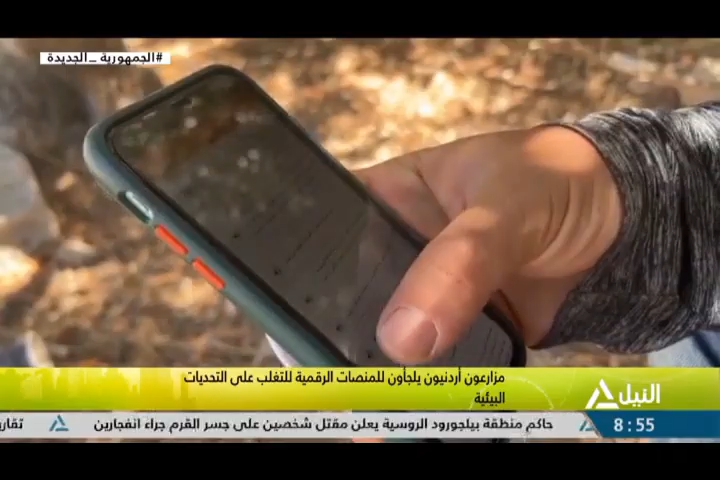 #الجمهورية_الجديدة
مزارعون أردنيون يلجأون للمنصات الرقمية للتغلب على التحديات
البيئية
النيل
حاكم منطقة بيلجورود الروسية يعلن مقتل شخصين على جسر القرم جراء انفجارين
8:55